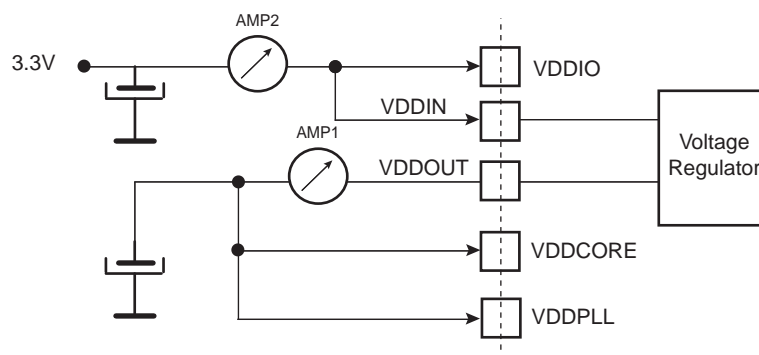 AMP2
3.3V
VDDIO
VDDIN
Voltage
Regulator
AMP1
VDDOUT
VDDCORE
VDDPLL